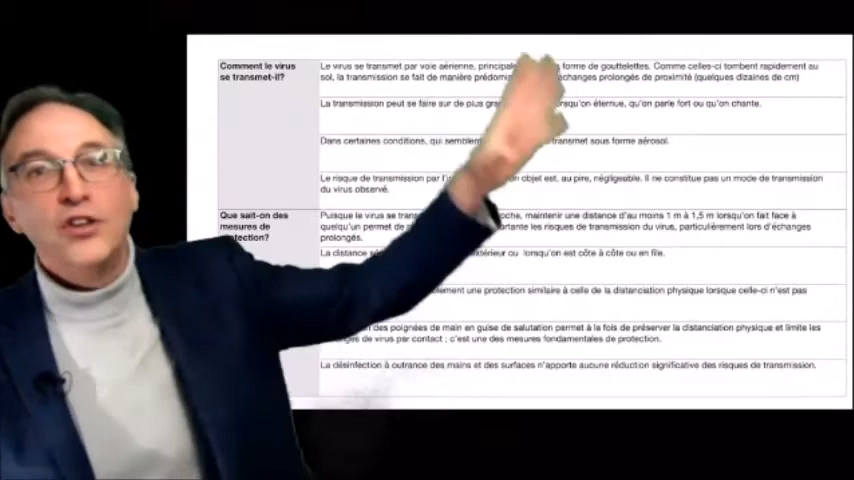 Comment le virus
se transmet-il?
Le virus se transmet par voie aérienne, principale forme de gouttelettes. Comme celles-ci tombent rapidement au
sol, la transmission se fait de manière échanges prolongés de proximité (quelques dizaines de cm)
La transmission peut se faire sur de plus qu'on éternue, qu'on parle fort ou qu'on chante.
Dans certaines conditions, qui transmet sous forme aérosol.
Le risque de transmission par objet est, au pire, négligeable. Il ne constitue pas un mode de transmission
du virus observé.
Que sait-on des
mesures de
Puisque le virus se maintenir une distance d'au moins 1 m à 1,5 m lorsqu'on fait face à
quelqu'un permet de les risques de transmission du virus, particulièrement lors d'échanges
prolongés.
La distance ou lorsqu'on est côte à côte ou en file.
une protection similaire à celle de la distanciation physique lorsque celle-ci n'est pas
des poignées de main en guise de salutation permet à la fois de préserver la distanciation physique et limite les
de virus par contact ; c'est une des mesures fondamentales de protection.
La désinfection à outrance des mains et des surfaces n'apporte aucune réduction significative des risques de transmission.